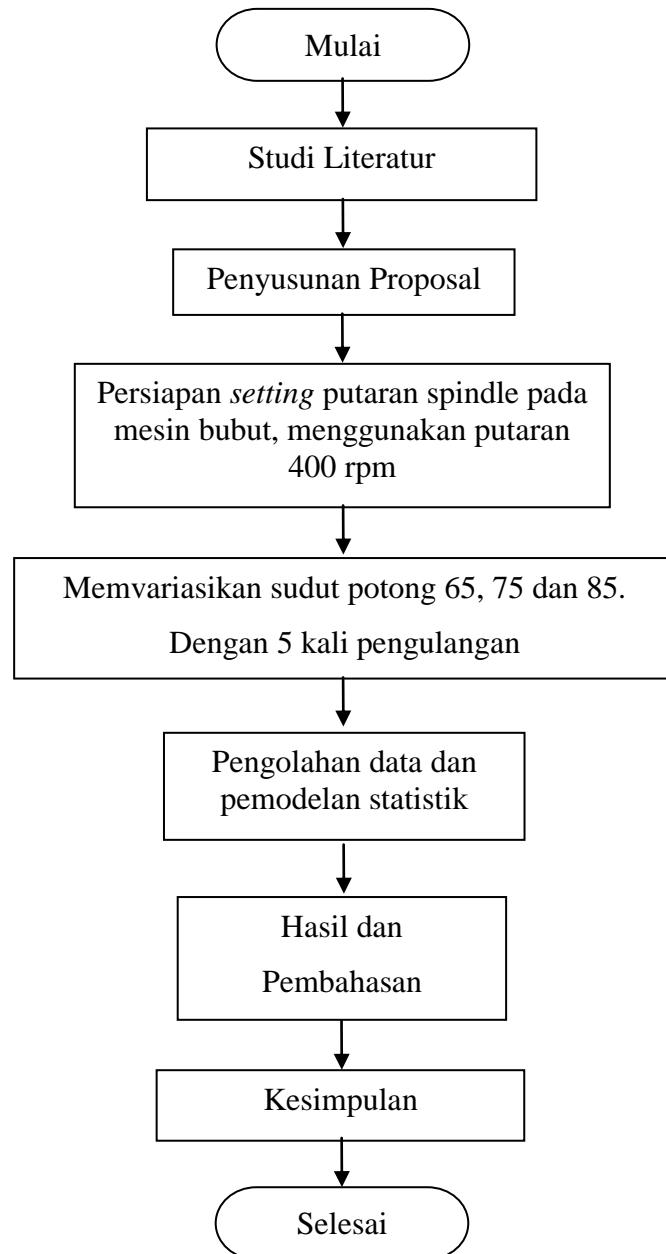 Mulai
Studi Literatur
Penyusunan Proposal
Persiapan setting putaran spindle pada
mesin bubut, menggunakan putaran
400 rpm
Memvariasikan sudut potong 65, 75 dan 85.
Dengan 5 kali pengulangan
Pengolahan data dan
pemodelan statistik
Hasil dan
Pembahasan
Kesimpulan
Selesai